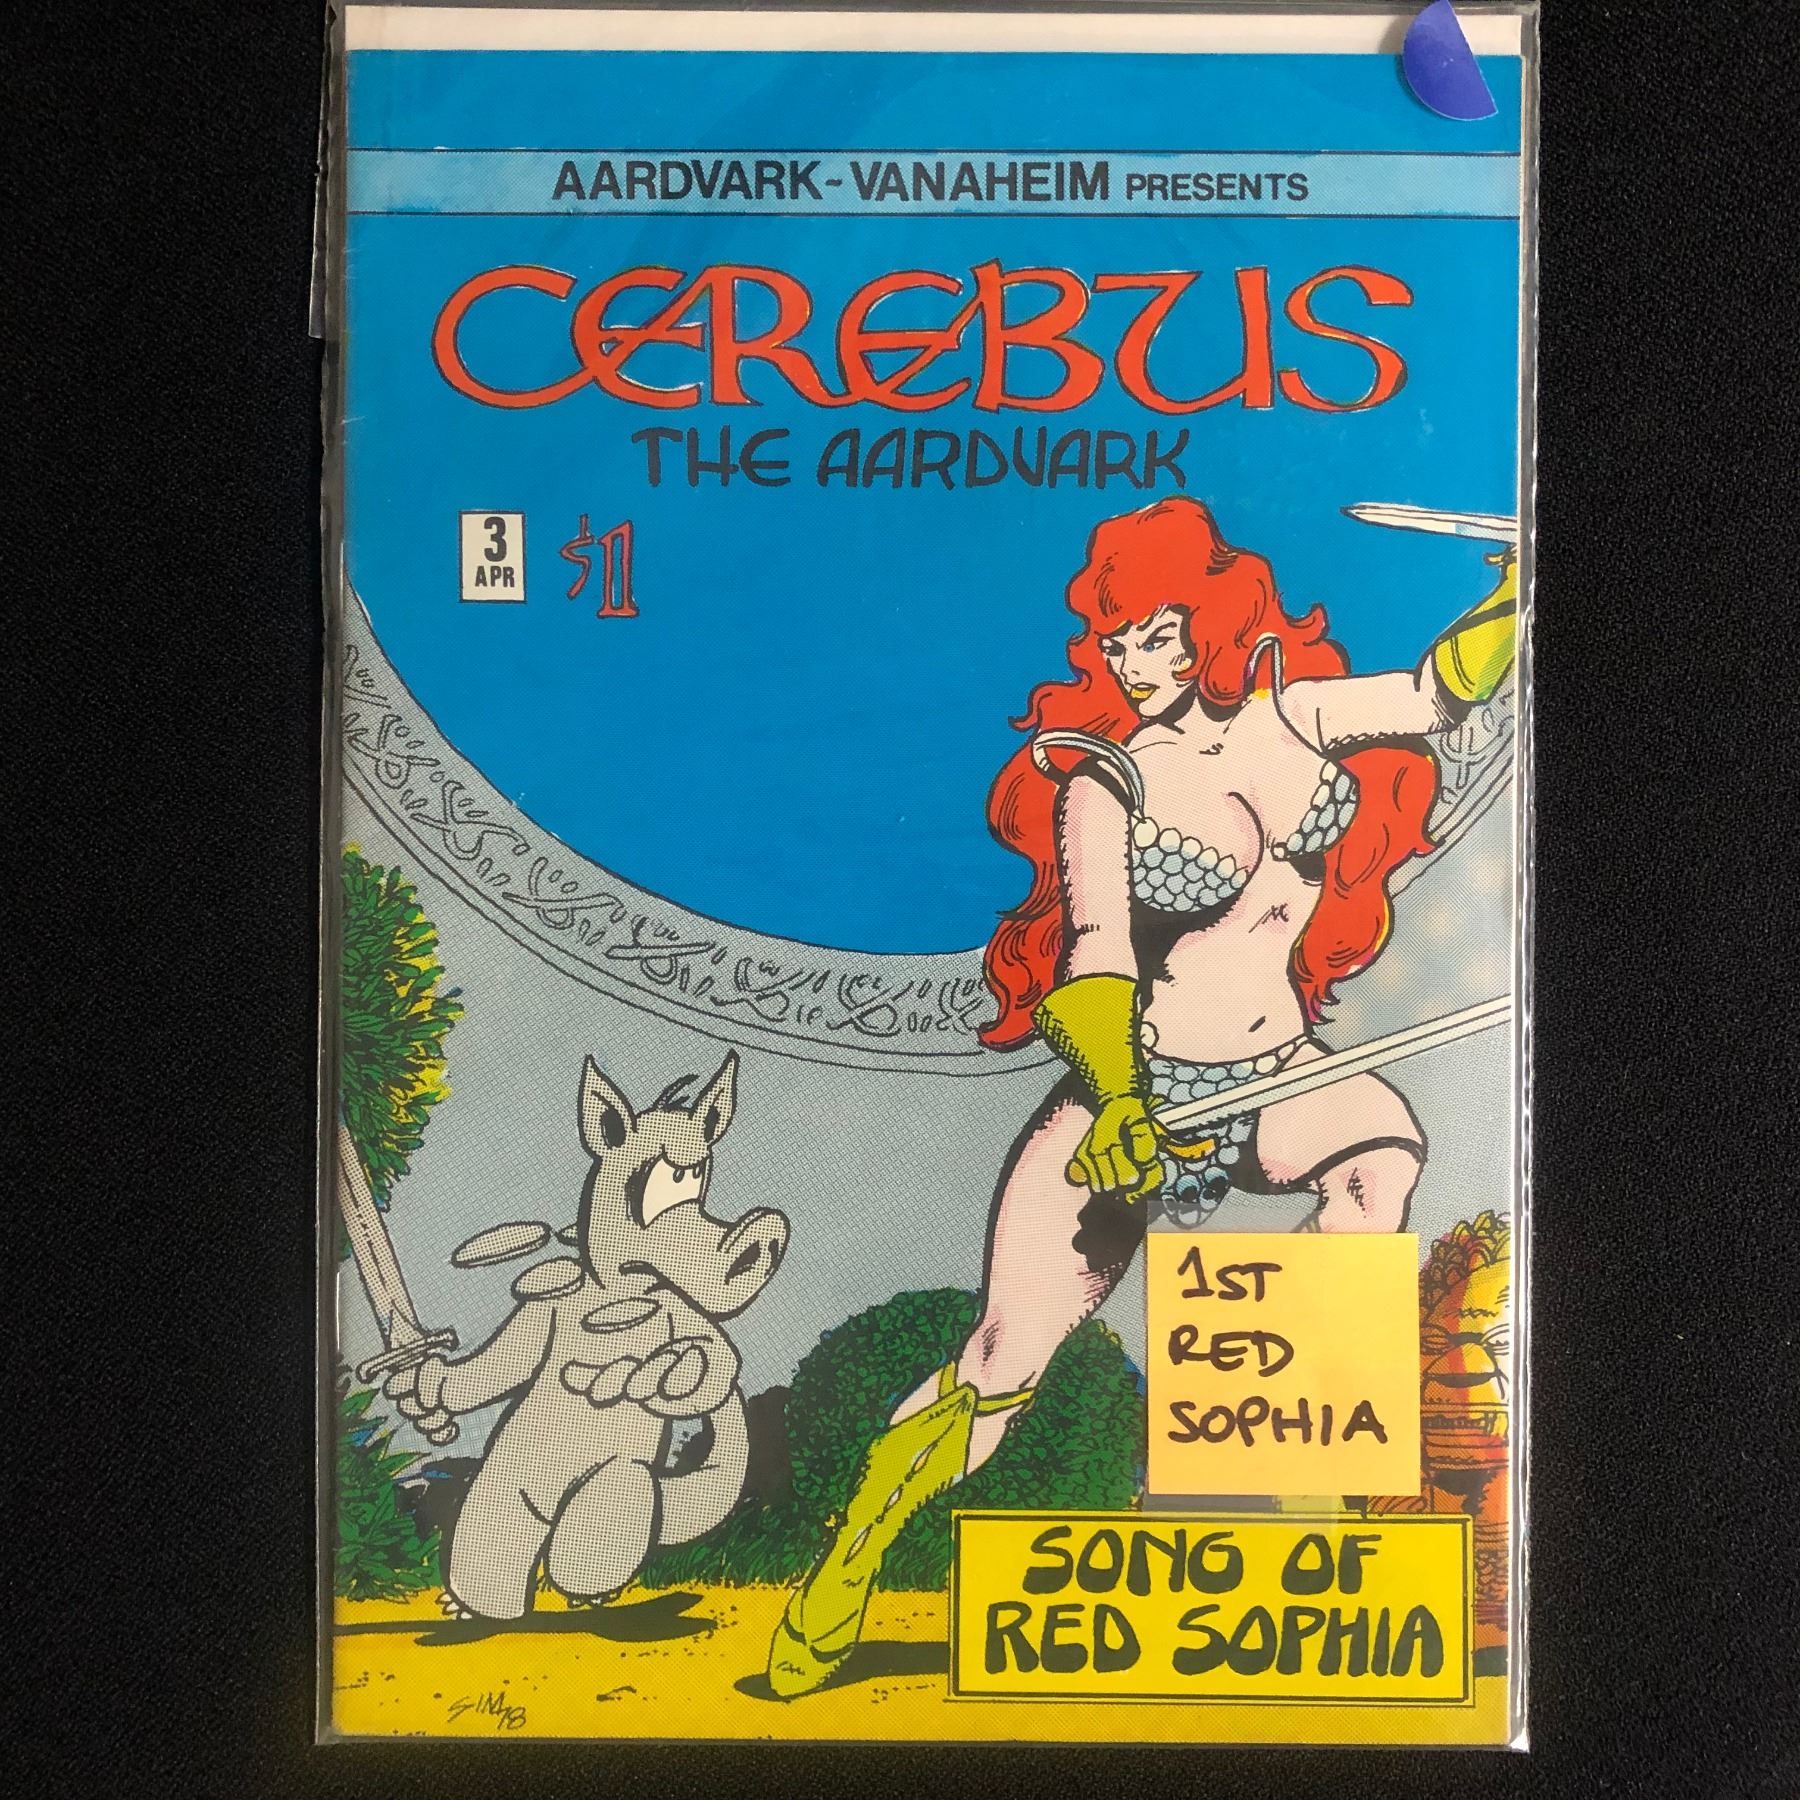 AARDVARK-VANAHEIM PRESENTS
CEREBUS
THE AARDVARK
3
APR
$1
1ST
RED
SOPHIA
SONG OF
RED SOPHIA
SIM 78